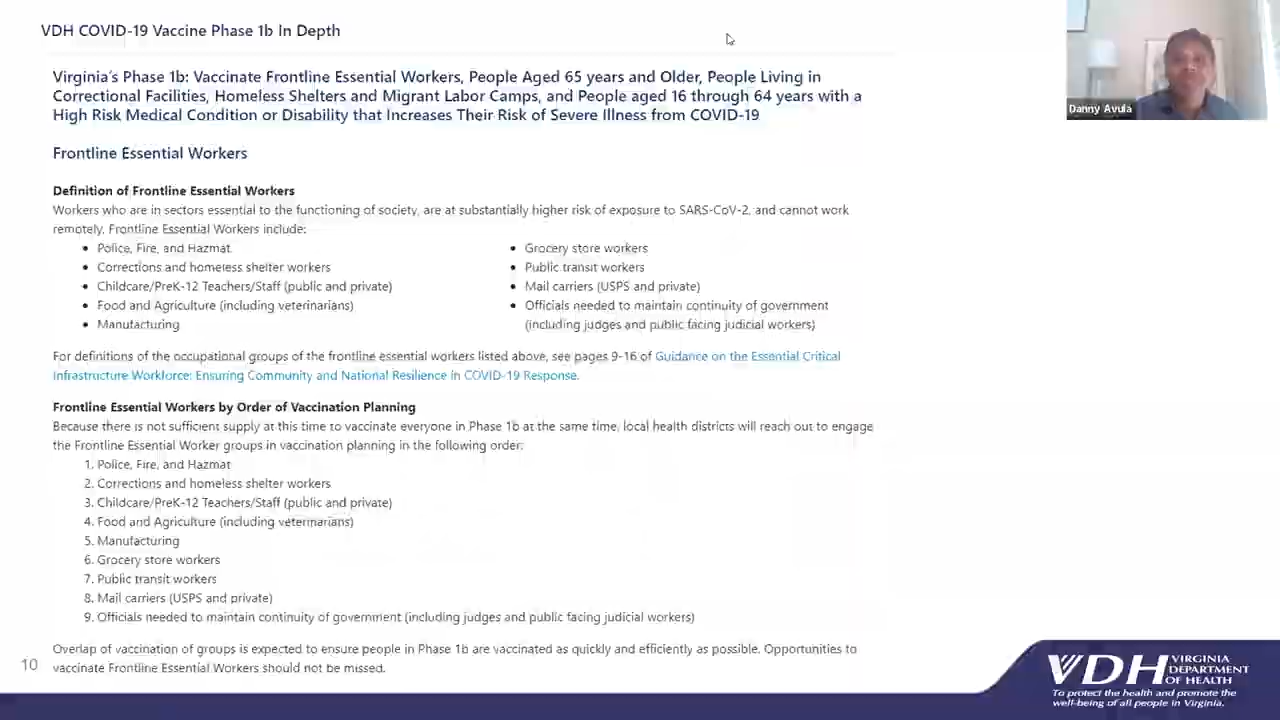 VDH COVID-19 Vaccine Phase 1b In Depth
Virginia's Phase 1b: Vaccinate Frontline Essential Workers, People Aged 65 years and Older, People Living in
Correctional Facilities, Homeless Shelters and Migrant Labor Camps, and People aged 16 through 64 years with a
High Risk Medical Condition or Disability that Increases Their Risk of Severe Illness from COVID-19
Frontline Essential Workers
Definition of Frontline Essential Workers
Workers who are in sectors essential to the functioning of society, are at substantially higher risk of exposure to SARS-CoV-2, and cannot work
remotely. Frontline Essential Workers include:
• Police, Fire, and Hazmat
• Corrections and homeless shelter workers
• Childcare/PreK-12 Teachers/Staff (public and private)
• Food and Agriculture (including veterinarians)
• Manufacturing
• Grocery store workers
• Public transit workers
• Mail carriers (USPS and private)
• Officials needed to maintain continuity of government
(including judges and public facing judicial workers)
For definitions of the occupational groups of the frontline essential workers listed above, see pages 9-16 of Guidance on the Essential Critical
Infrastructure Workforce: Ensuring Community and National Resilience in COVID-19 Response.
Frontline Essential Workers by Order of Vaccination Planning
Because there is not sufficient supply at this time to vaccinate everyone in Phase 1b at the same time, local health districts will reach out to engage
the Frontline Essential Worker groups in vaccination planning in the following order:
1. Police, Fire, and Hazmat
2. Corrections and homeless shelter workers
3. Childcare/PreK-12 Teachers/Staff (public and private)
4. Food and Agriculture (including veterinarians)
5. Manufacturing
6. Grocery store workers
7. Public transit workers
8. Mail carriers (USPS and private)
9. Officials needed to maintain continuity of government (including judges and public facing judicial workers)
Overlap of vaccination of groups is expected to ensure people in Phase 1b are vaccinated as quickly and efficiently as possible. Opportunities to
vaccinate Frontline Essential Workers should not be missed.
10
Danny Avula
VDH VIRGINIA
DEPARTMENT
OF HEALTH
To protect the health and promote the
well-being of all people in Virginia.